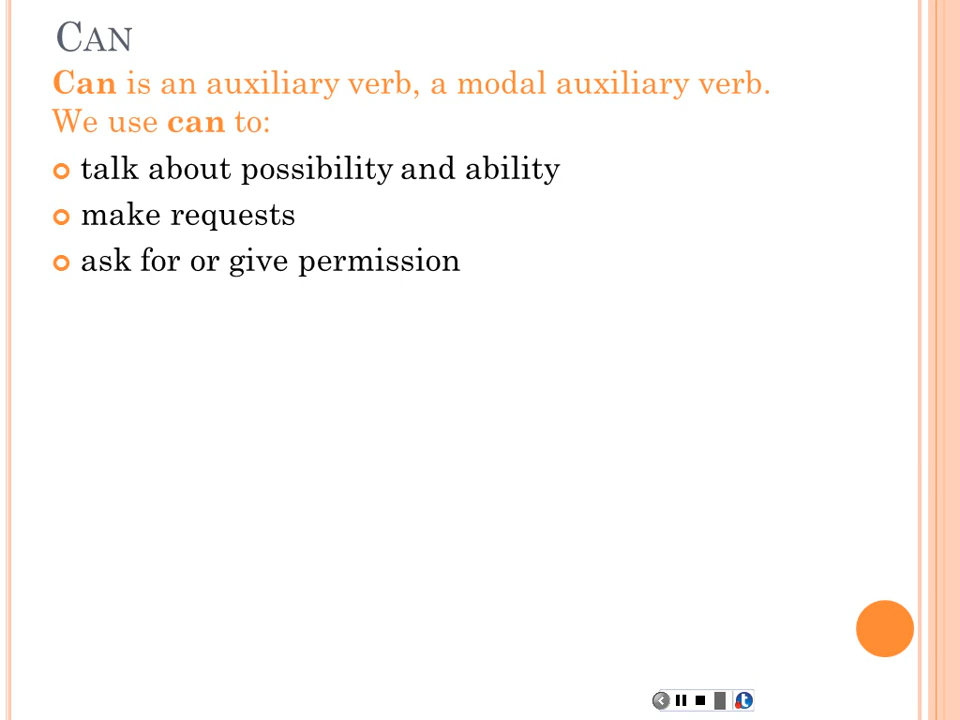 CAN
Can is an auxiliary verb, a modal auxiliary verb.
We use can to:
talk about possibility and ability
make requests
ask for or give permission
t